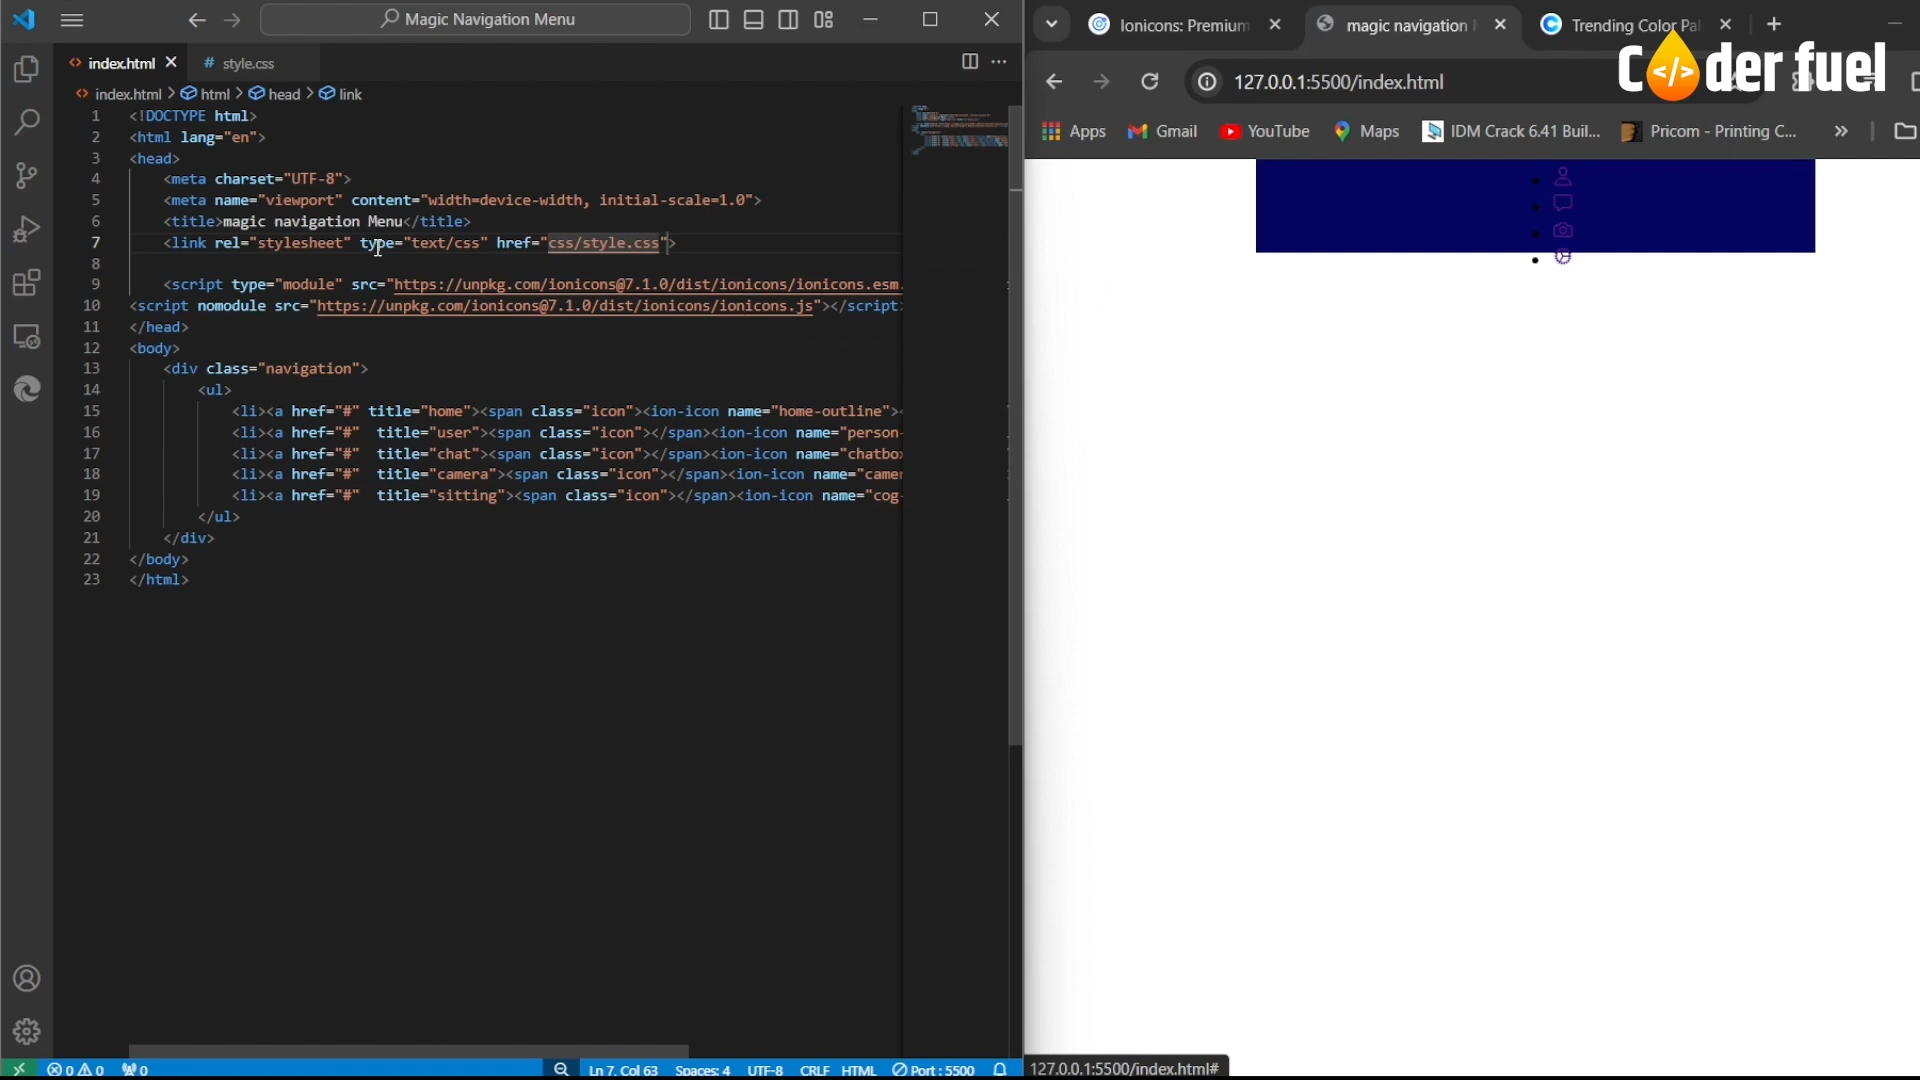 Magic Navigation Menu
index.html
style.css
index.html > html > head > link
1 <!DOCTYPE html>
2 <html lang="en">
3 <head>
4 <meta charset="UTF-8">
5 <meta name="viewport" content="width=device-width, initial-scale=1.0">
6 <title>magic navigation Menu</title>
7 <link rel="stylesheet" type="text/css" href="css/style.css">
8
9 <script type="module" src="https://unpkg.com/ionicons@7.1.0/dist/ionicons/ionicons.esm.
10 <script nomodule src="https://unpkg.com/ionicons@7.1.0/dist/ionicons/ionicons.js"></script>
11 </head>
12 <body>
13 <div class="navigation">
14 <ul>
15 <li><a href="#" title="home"><span class="icon"><ion-icon name="home-outline"><
16 <li><a href="#"  title="user"><span class="icon"></span><ion-icon name="person-
17 <li><a href="#"  title="chat"><span class="icon"></span><ion-icon name="chatbox
18 <li><a href="#"  title="camera"><span class="icon"></span><ion-icon name="camer
19 <li><a href="#"  title="sitting"><span class="icon"></span><ion-icon name="cog-
20 </ul>
21 </div>
22 </body>
23 </html>
0 0 0 Ln 7, Col 63 Spaces: 4 UTF-8 CRLF HTML Port : 5500
Ionicons: Premium
magic navigation
Trending Color Pal
C</>der fuel
127.0.0.1:5500/index.html
Apps Gmail YouTube Maps IDM Crack 6.41 Buil... Pricom - Printing C... »
127.0.0.1:5500/index.html#